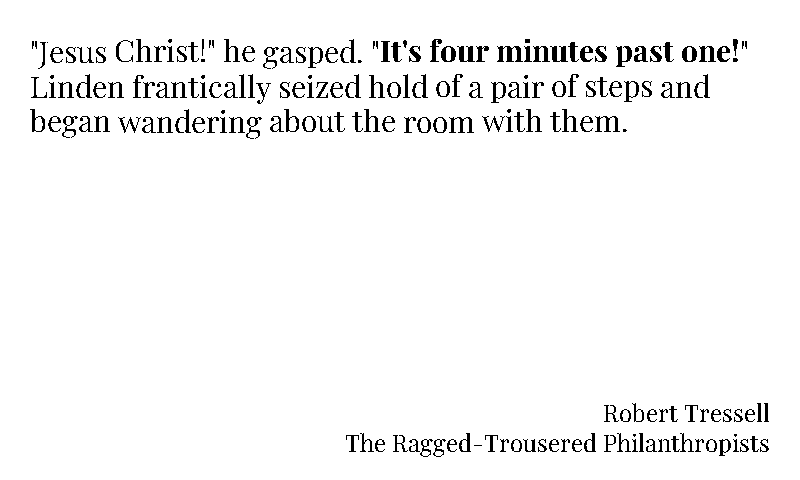 "Jesus Christ!" he gasped. "It's four minutes past one!"
Linden frantically seized hold of a pair of steps and
began wandering about the room with them.
Robert Tressell
The Ragged-Trousered Philanthropists